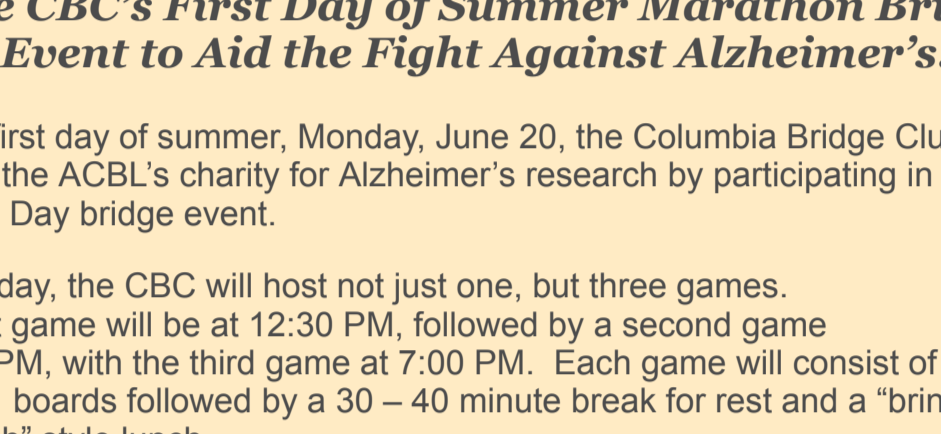 CBC's First Day of Summer Marathon
Event to Aid the Fight Against Alzheimer's.
first day of summer, Monday, June 20, the Columbia Bridge
the ACBL's charity for Alzheimer's research by participating in
Day bridge event.
day, the CBC will host not just one, but three games.
game will be at 12:30 PM, followed by a second game
PM, with the third game at 7:00 PM. Each game will consist of
boards followed by a 30 – 40 minute break for rest and a
style lunch